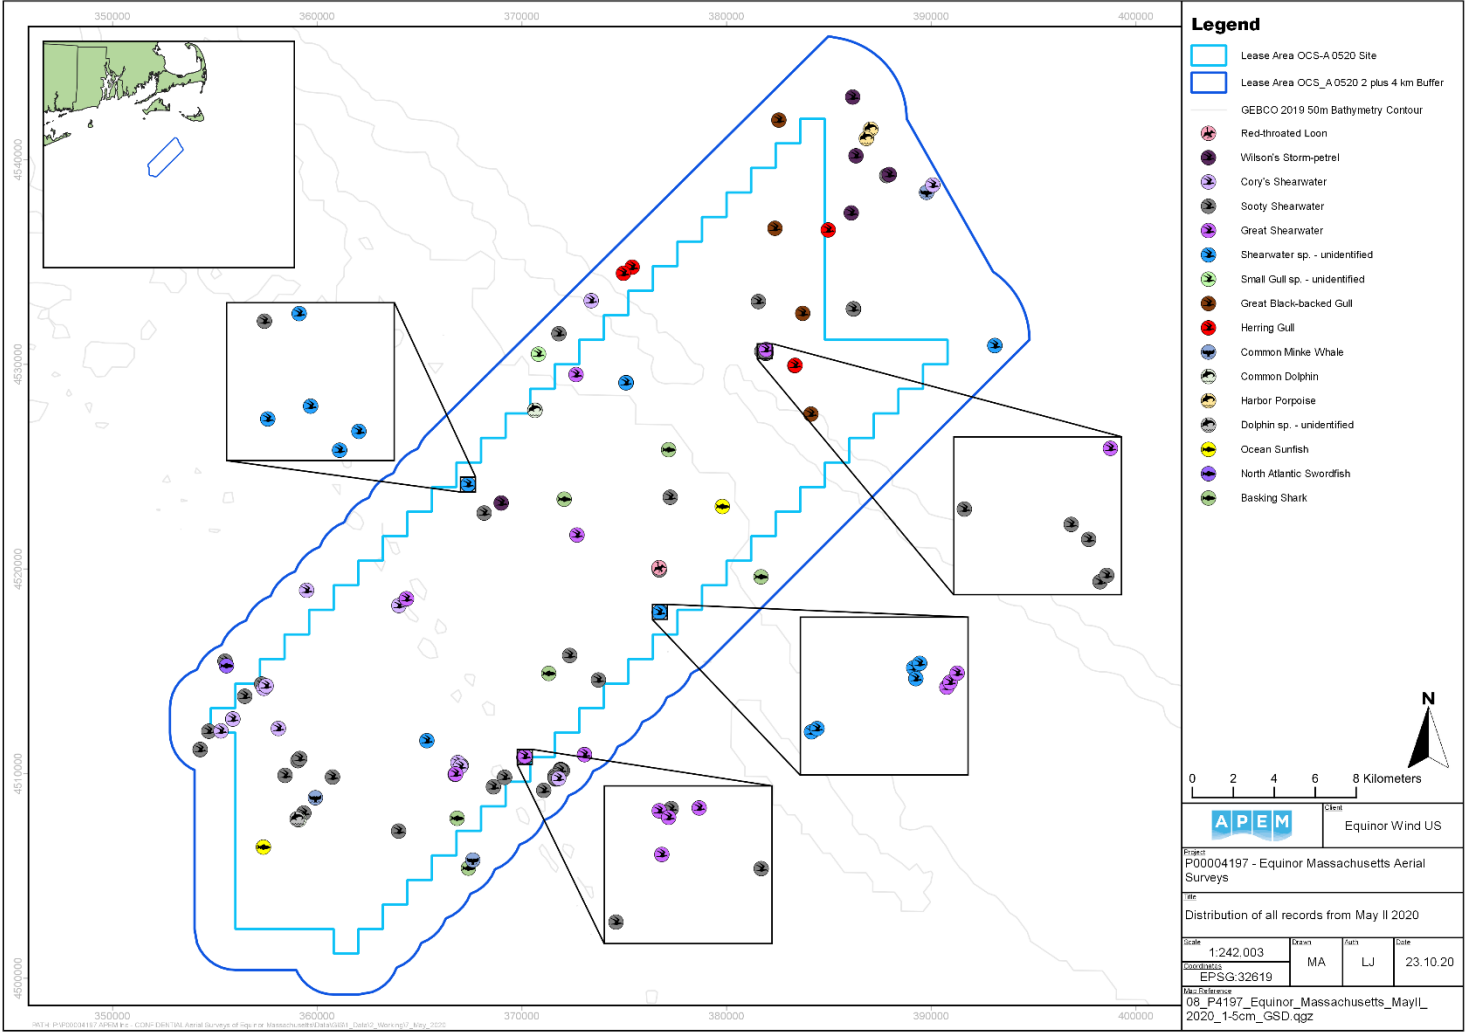 350000 360000 370000 380000 390000 400000
4540000
4530000
4520000
4510000
4500000
350000 360000 370000 380000 390000 400000
Legend
Lease Area OCS-A 0520 Site
Lease Area OCS_A 0520 2 plus 4 km Buffer
GEBCO 2019 50m Bathymetry Contour
Red-throated Loon
Wilson's Storm-petrel
Cory's Shearwater
Sooty Shearwater
Great Shearwater
Shearwater sp. - unidentified
Small Gull sp. - unidentified
Great Black-backed Gull
Herring Gull
Common Minke Whale
Common Dolphin
Harbor Porpoise
Dolphin sp. - unidentified
Ocean Sunfish
North Atlantic Swordfish
Basking Shark
N
0 2 4 6 8 Kilometers
APEM
Client
Equinor Wind US
Project
P00004197 - Equinor Massachusetts Aerial
Surveys
Title
Distribution of all records from May II 2020
Scale
1:242,003
Drawn
MA
Auth
LJ
Date
23.10.20
Coordinates
EPSG:32619
Map Reference
08_P4197_Equinor_Massachusetts_MayII_
2020_1-5cm_GSD.qgz